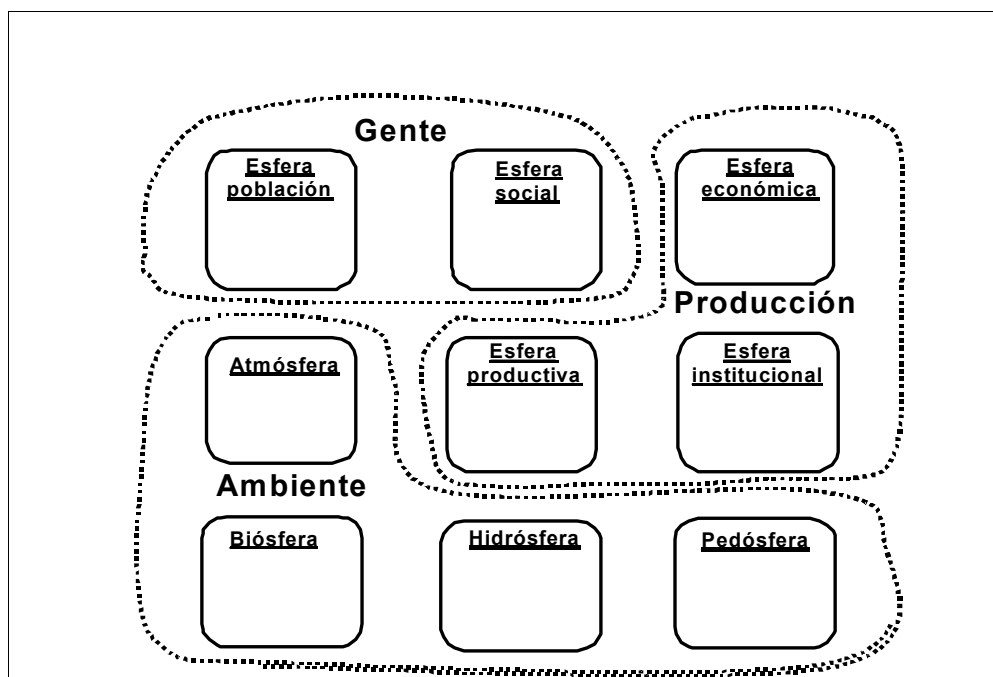 Gente
Esfera
población
Esfera
social
Esfera
económica
Producción
Esfera
productiva
Esfera
institucional
Atmósfera
Ambiente
Biósfera
Hidrósfera
Pedósfera